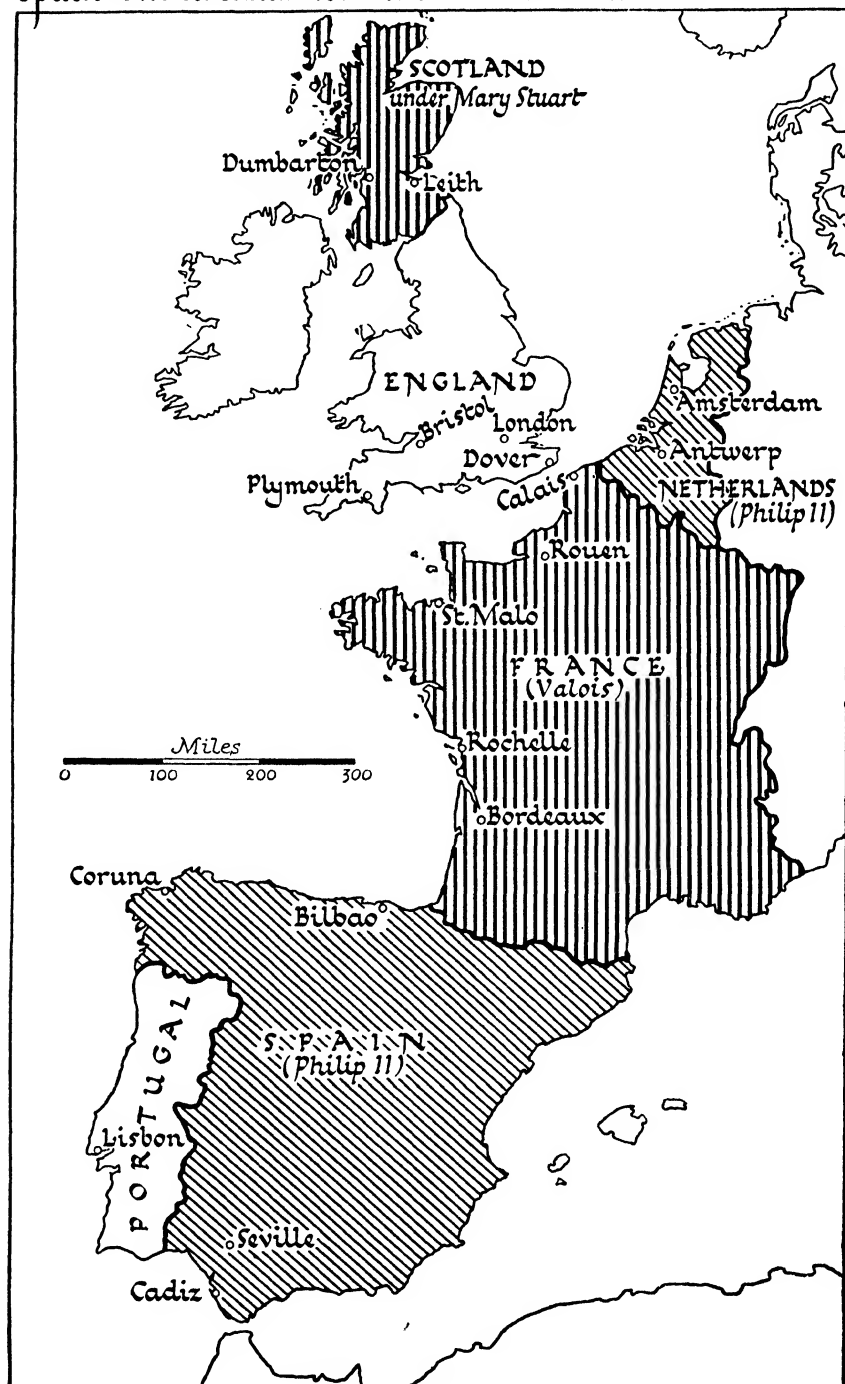 SCOTLAND
under Mary Stuart
Dumbarton
Leith
ENGLAND
Bristol
London
Dover
Plymouth
Calais
Amsterdam
Antwerp
NETHERLANDS
(Philip II)
Rouen
St. Malo
FRANCE
(Valois)
Miles
0 100 200 300
Rochelle
Bordeaux
Coruna
Bilbao
PORTUGAL
SPAIN
(Philip II)
Lisbon
Seville
Cadiz